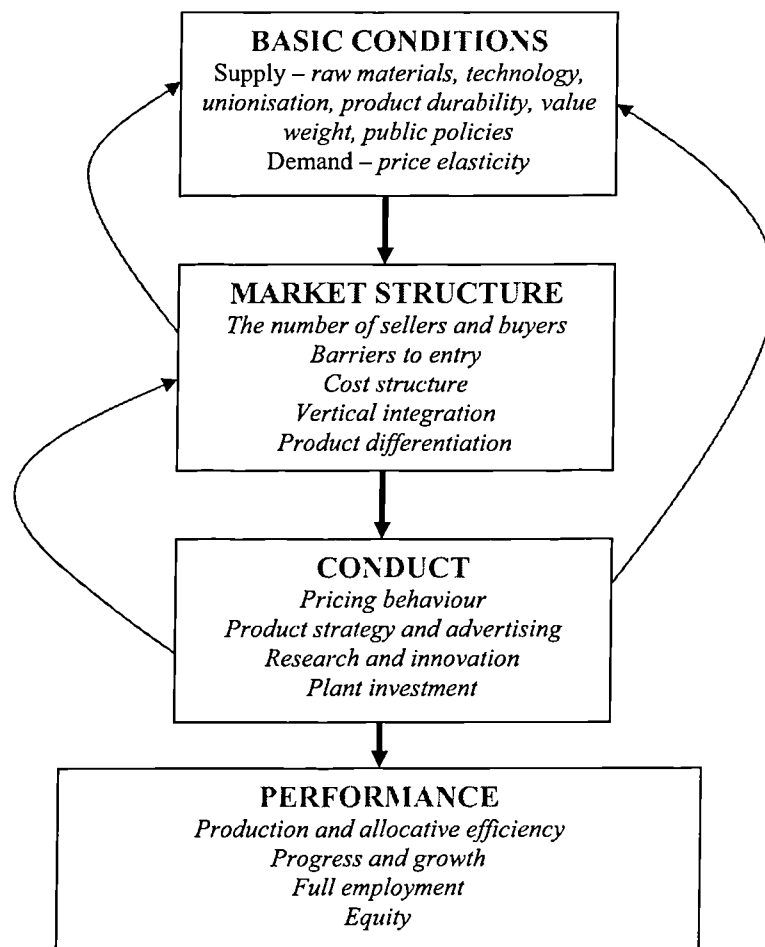 BASIC CONDITIONS
Supply – raw materials, technology,
unionisation, product durability, value
weight, public policies
Demand – price elasticity
MARKET STRUCTURE
The number of sellers and buyers
Barriers to entry
Cost structure
Vertical integration
Product differentiation
CONDUCT
Pricing behaviour
Product strategy and advertising
Research and innovation
Plant investment
PERFORMANCE
Production and allocative efficiency
Progress and growth
Full employment
Equity